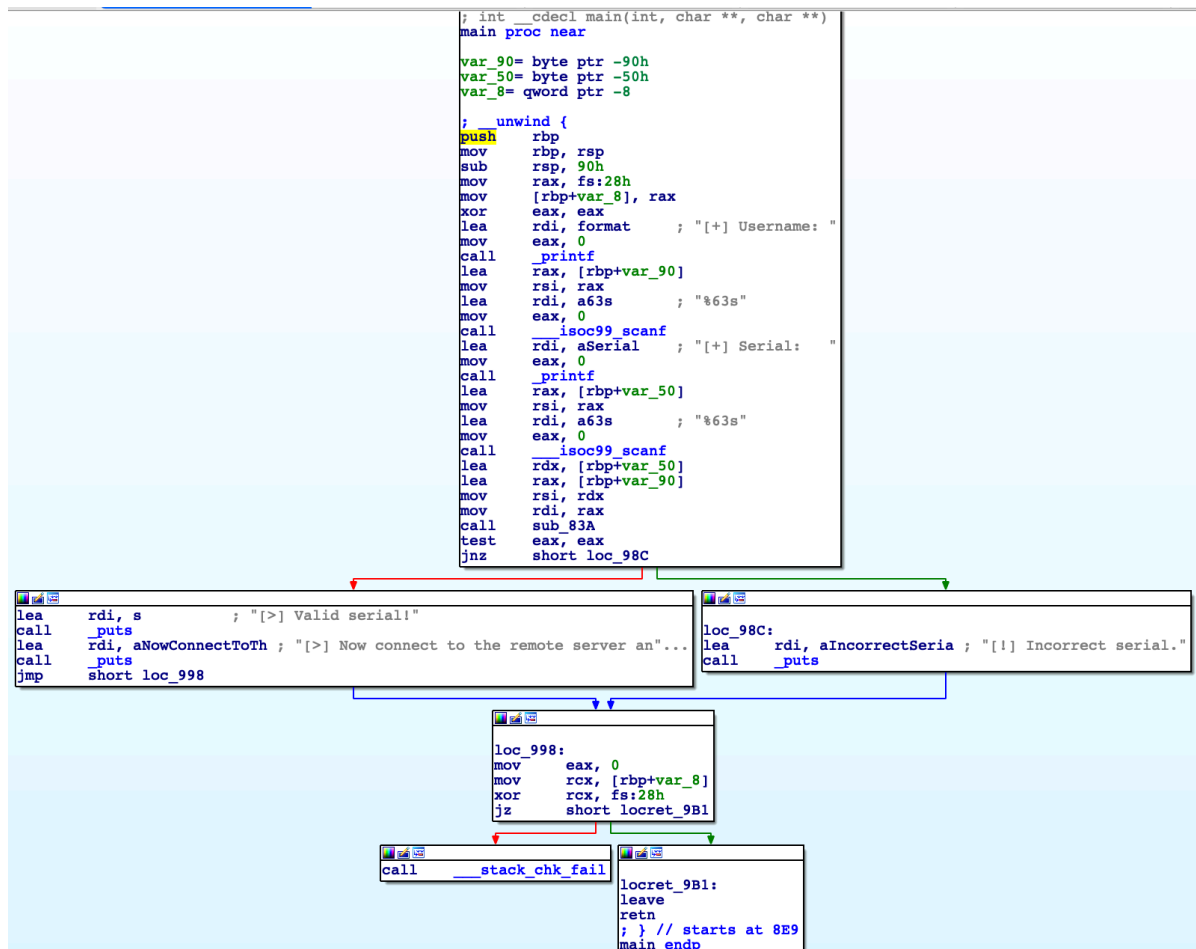 ; int __cdecl main(int, char **, char **)
main proc near
var_90= byte ptr -90h
var_50= byte ptr -50h
var_8= qword ptr -8
; __unwind {
push rbp
mov rbp, rsp
sub rsp, 90h
mov rax, fs:28h
mov [rbp+var_8], rax
xor eax, eax
lea rdi, format ; "[+] Username: "
mov eax, 0
call _printf
lea rax, [rbp+var_90]
mov rsi, rax
lea rdi, a63s ; "%63s"
mov eax, 0
call ___isoc99_scanf
lea rdi, aSerial ; "[+] Serial:   "
mov eax, 0
call _printf
lea rax, [rbp+var_50]
mov rsi, rax
lea rdi, a63s ; "%63s"
mov eax, 0
call ___isoc99_scanf
lea rdx, [rbp+var_50]
lea rax, [rbp+var_90]
mov rsi, rdx
mov rdi, rax
call sub_83A
test eax, eax
jnz short loc_98C
lea rdi, s ; "[>] Valid serial!"
call _puts
lea rdi, aNowConnectToTh ; "[>] Now connect to the remote server an"...
call _puts
jmp short loc_998
loc_98C:
lea rdi, aIncorrectSeria ; "[!] Incorrect serial."
call _puts
loc_998:
mov eax, 0
mov rcx, [rbp+var_8]
xor rcx, fs:28h
jz short locret_9B1
call ___stack_chk_fail
locret_9B1:
leave
retn
; } // starts at 8E9
main endp